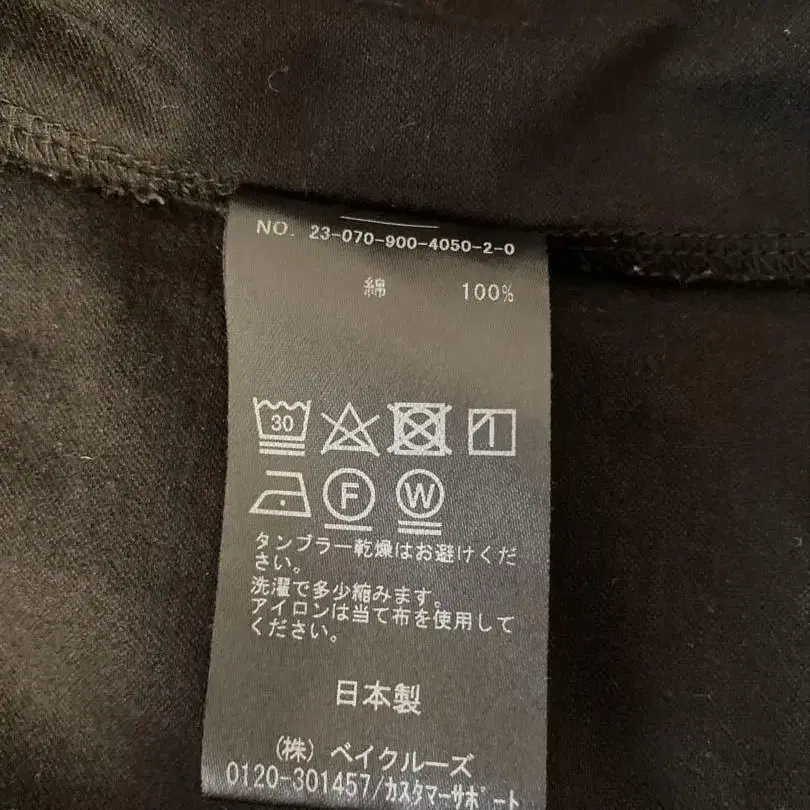 NO. 23-070-900-4050-2-0
綿 100%
30
F W
タンブラー乾燥はお避けくだ
さい。
洗濯で多少縮みます。
アイロンは当て布を使用して
ください。
日本製
(株) ベイクルーズ
0120-301457/カスタマーサポート